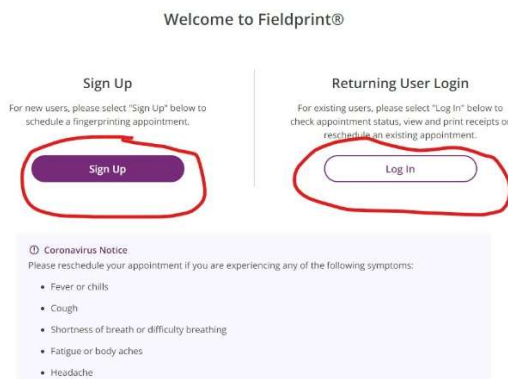 Welcome to Fieldprint®
Sign Up
For new users, please select "Sign Up" below to
schedule a fingerprinting appointment.
Sign Up
Returning User Login
For existing users, please select "Log In" below to
check appointment status, view and print receipts or
reschedule an existing appointment.
Log In
Coronavirus Notice
Please reschedule your appointment if you are experiencing any of the following symptoms:
• Fever or chills
• Cough
• Shortness of breath or difficulty breathing
• Fatigue or body aches
• Headache